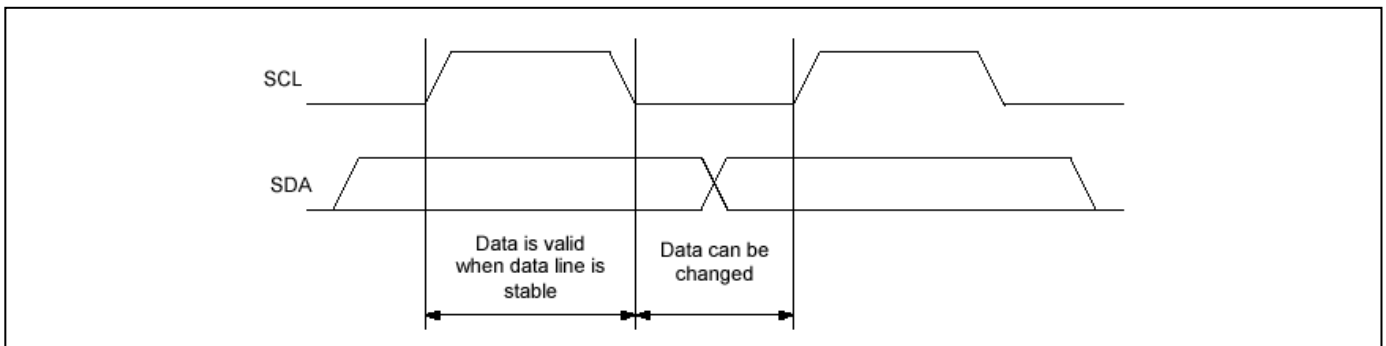 SCL
SDA
Data is valid
when data line is
stable
Data can be
changed